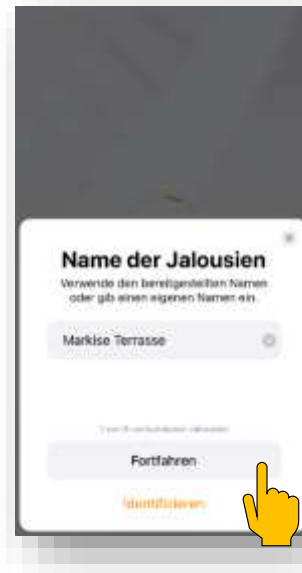 Name der Jalousien
Verwende den bereitgestellten Namen
oder gib einen eigenen Namen ein.
Markise Terrasse
Fortfahren
Identifizieren